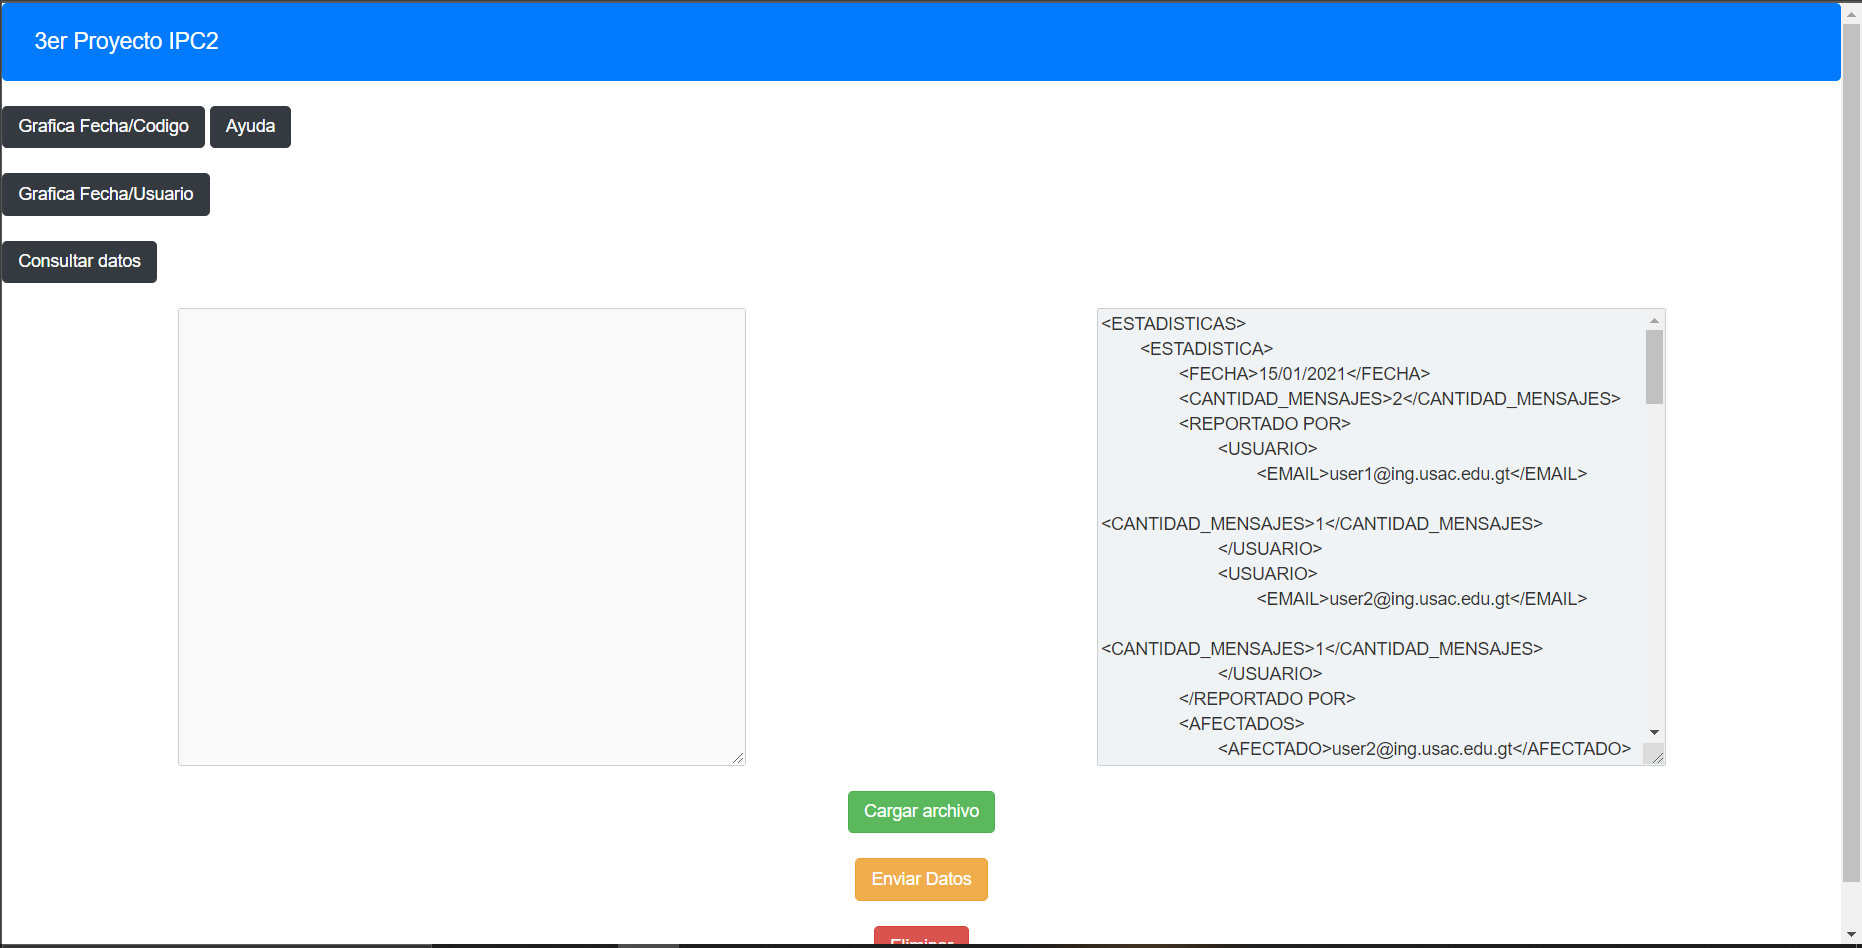 3er Proyecto IPC2
Grafica Fecha/Codigo Ayuda
Grafica Fecha/Usuario
Consultar datos
<ESTADISTICAS>
<ESTADISTICA>
<FECHA>15/01/2021</FECHA>
<CANTIDAD_MENSAJES>2</CANTIDAD_MENSAJES>
<REPORTADO POR>
<USUARIO>
<EMAIL>user1@ing.usac.edu.gt</EMAIL>
<CANTIDAD_MENSAJES>1</CANTIDAD_MENSAJES>
</USUARIO>
<USUARIO>
<EMAIL>user2@ing.usac.edu.gt</EMAIL>
<CANTIDAD_MENSAJES>1</CANTIDAD_MENSAJES>
</USUARIO>
</REPORTADO POR>
<AFECTADOS>
<AFECTADO>user2@ing.usac.edu.gt</AFECTADO>
Cargar archivo
Enviar Datos
Eliminar